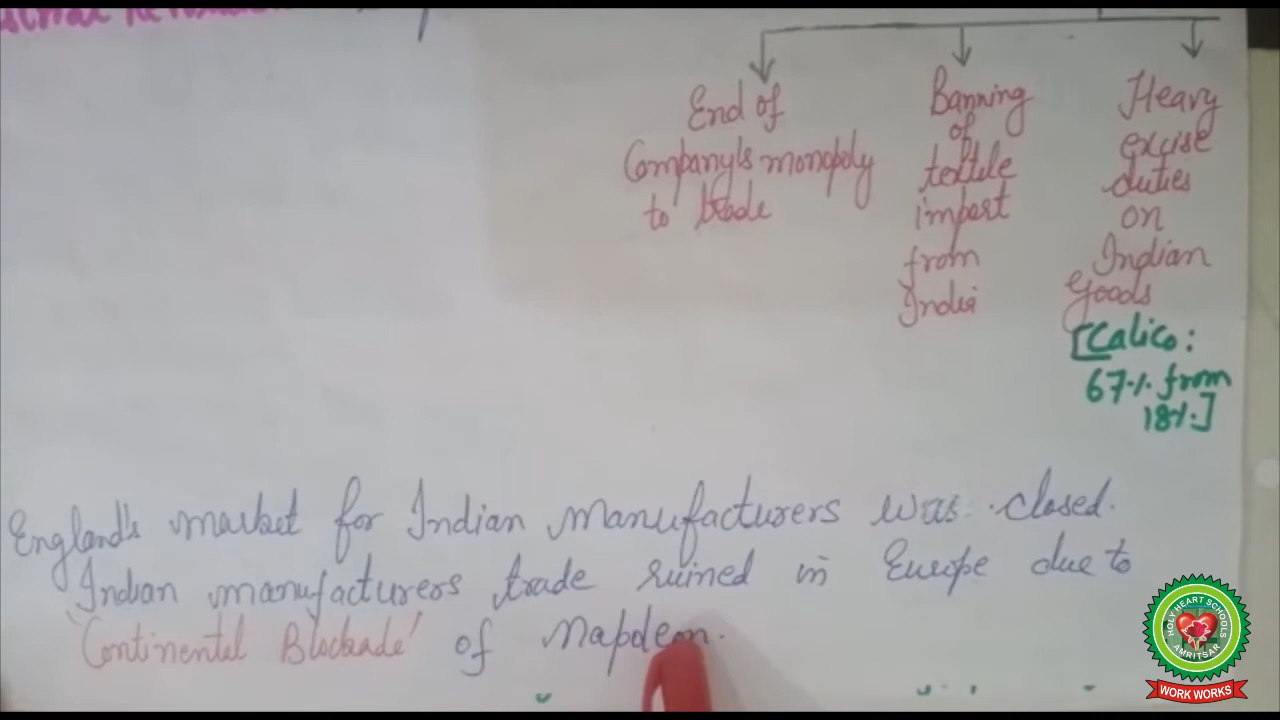 End of
Company's monopoly
to trade
Banning
of
textile
import
from
India
Heavy
excise
duties
on
Indian
Goods
[Calico:
67% from
18%]
England's market for Indian manufacturers was closed.
Indian manufacturers trade ruined in Europe due to
'Continental Blockade' of Napoleon.
HOLY HEART SCHOOLS
AMRITSAR
WORK WORKS